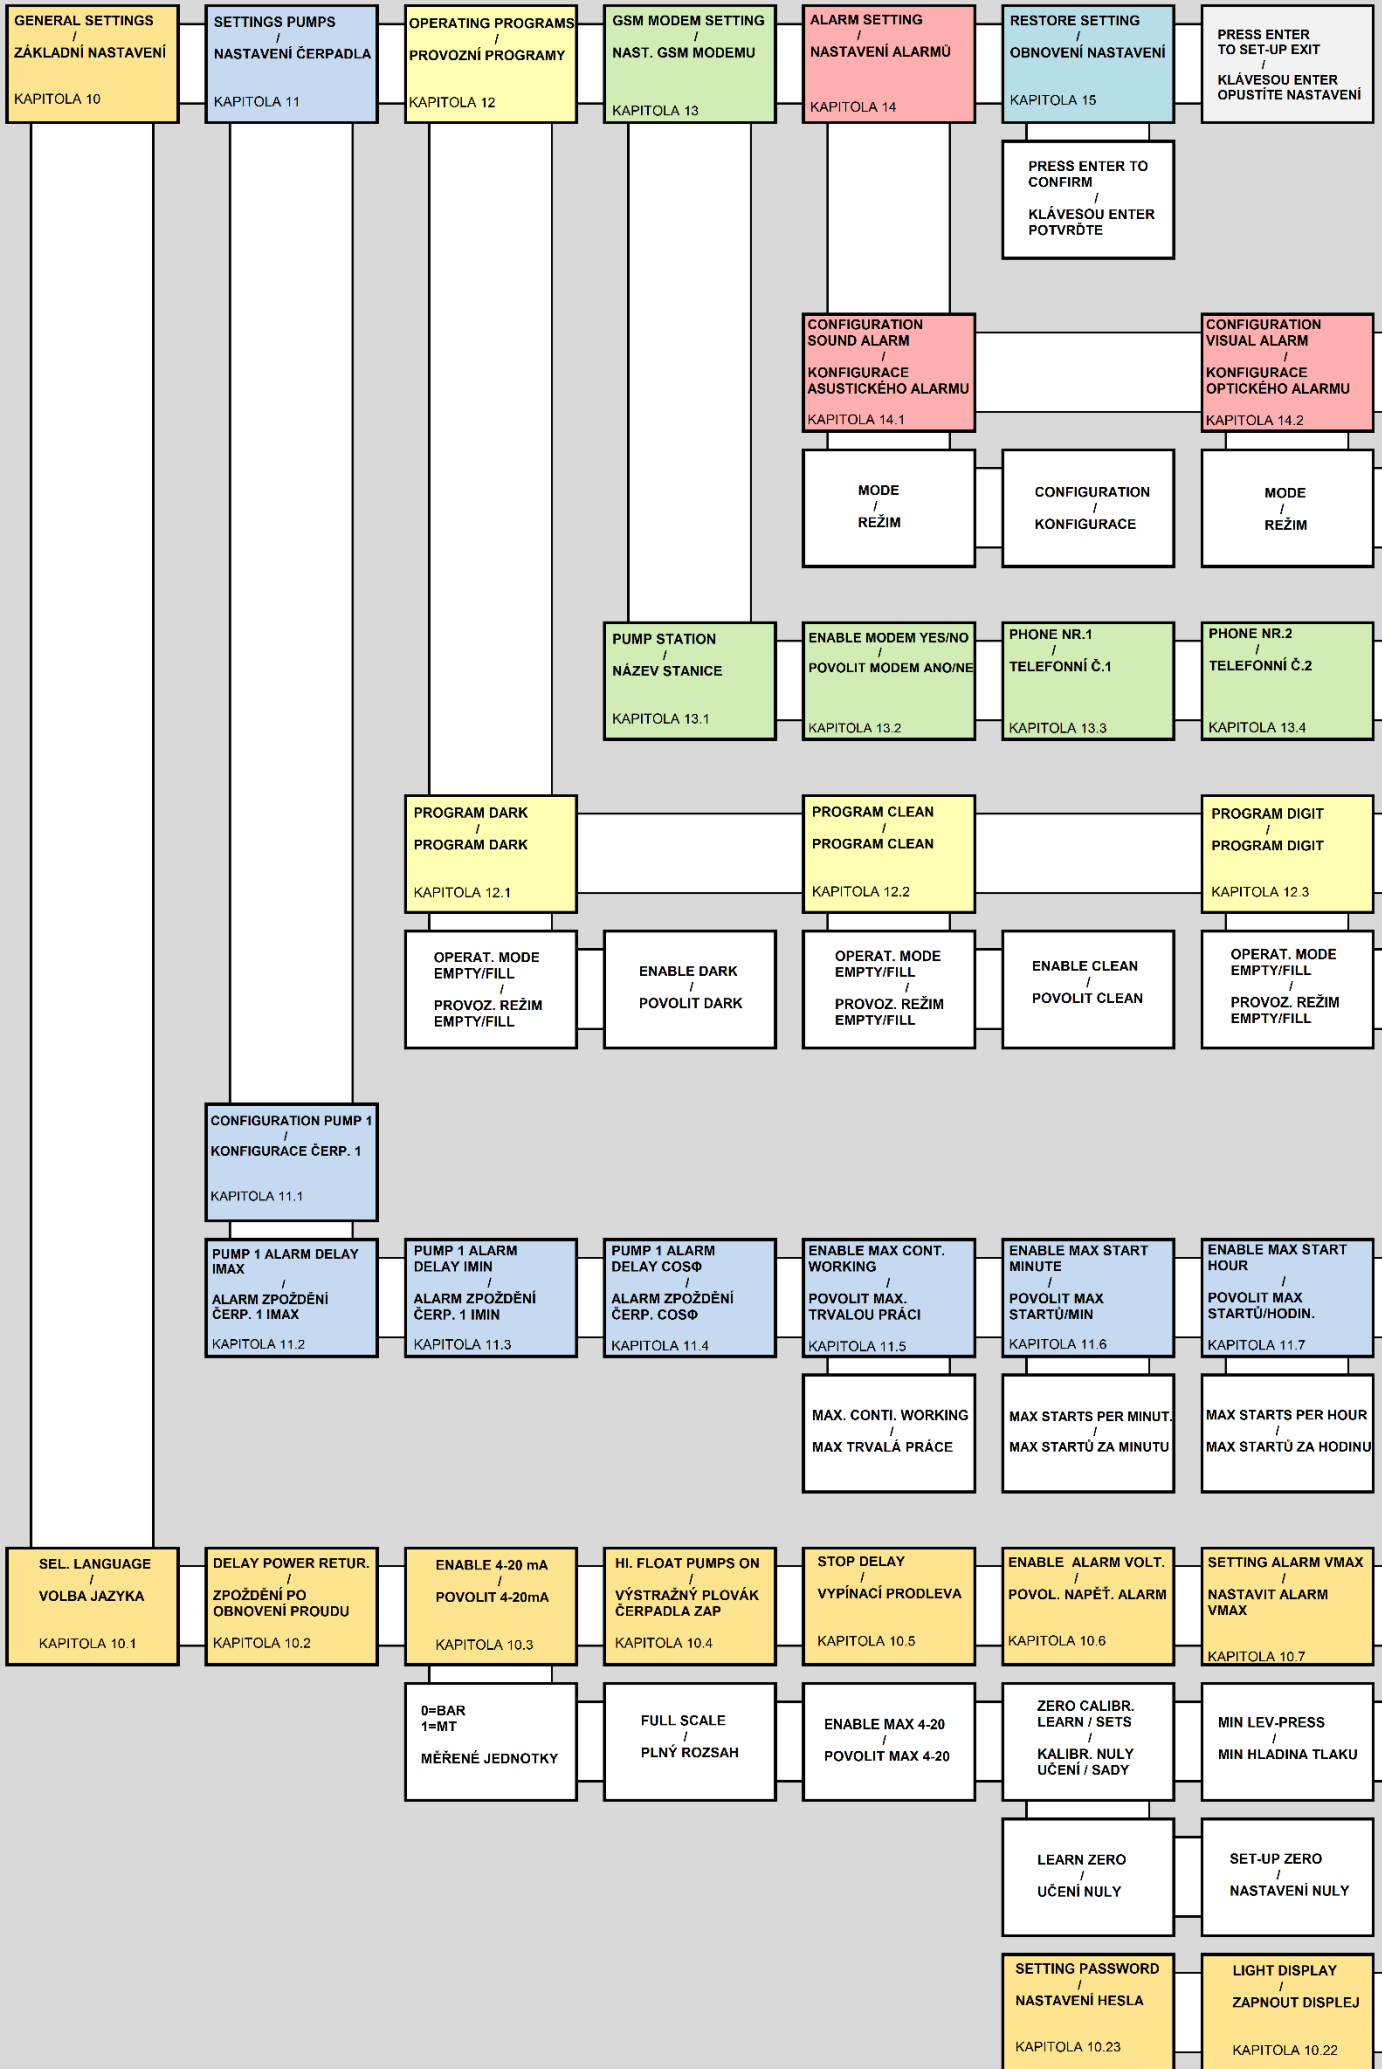 GENERAL SETTINGS
/
ZÁKLADNÍ NASTAVENÍ
KAPITOLA 10
SETTINGS PUMPS
/
NASTAVENÍ ČERPADLA
KAPITOLA 11
OPERATING PROGRAMS
/
PROVOZNÍ PROGRAMY
KAPITOLA 12
GSM MODEM SETTING
/
NAST. GSM MODEMU
KAPITOLA 13
ALARM SETTING
/
NASTAVENÍ ALARMŮ
KAPITOLA 14
RESTORE SETTING
/
OBNOVENÍ NASTAVENÍ
KAPITOLA 15
PRESS ENTER
TO SET-UP EXIT
/
KLÁVESOU ENTER
OPUSTÍTE NASTAVENÍ
PRESS ENTER TO
CONFIRM
/
KLÁVESOU ENTER
POTVRĎTE
CONFIGURATION
SOUND ALARM
/
KONFIGURACE
ASUSTICKÉHO ALARMU
KAPITOLA 14.1
CONFIGURATION
VISUAL ALARM
/
KONFIGURACE
OPTICKÉHO ALARMU
KAPITOLA 14.2
MODE
/
REŽIM
CONFIGURATION
/
KONFIGURACE
MODE
/
REŽIM
PUMP STATION
/
NÁZEV STANICE
KAPITOLA 13.1
ENABLE MODEM YES/NO
/
POVOLIT MODEM ANO/NE
KAPITOLA 13.2
PHONE NR.1
/
TELEFONNÍ Č.1
KAPITOLA 13.3
PHONE NR.2
/
TELEFONNÍ Č.2
KAPITOLA 13.4
PROGRAM DARK
/
PROGRAM DARK
KAPITOLA 12.1
PROGRAM CLEAN
/
PROGRAM CLEAN
KAPITOLA 12.2
PROGRAM DIGIT
/
PROGRAM DIGIT
KAPITOLA 12.3
OPERAT. MODE
EMPTY/FILL
/
PROVOZ. REŽIM
EMPTY/FILL
ENABLE DARK
/
POVOLIT DARK
OPERAT. MODE
EMPTY/FILL
/
PROVOZ. REŽIM
EMPTY/FILL
ENABLE CLEAN
/
POVOLIT CLEAN
OPERAT. MODE
EMPTY/FILL
/
PROVOZ. REŽIM
EMPTY/FILL
CONFIGURATION PUMP 1
/
KONFIGURACE ČERP. 1
KAPITOLA 11.1
PUMP 1 ALARM DELAY
IMAX
/
ALARM ZPOŽDĚNÍ
ČERP. 1 IMAX
KAPITOLA 11.2
PUMP 1 ALARM
DELAY IMIN
/
ALARM ZPOŽDĚNÍ
ČERP. 1 IMIN
KAPITOLA 11.3
PUMP 1 ALARM
DELAY COSΦ
/
ALARM ZPOŽDĚNÍ
ČERP. COSΦ
KAPITOLA 11.4
ENABLE MAX CONT.
WORKING
/
POVOLIT MAX.
TRVALOU PRÁCI
KAPITOLA 11.5
ENABLE MAX START
MINUTE
/
POVOLIT MAX
STARTŮ/MIN
KAPITOLA 11.6
ENABLE MAX START
HOUR
/
POVOLIT MAX
STARTŮ/HODIN.
KAPITOLA 11.7
MAX. CONTI. WORKING
/
MAX TRVALÁ PRÁCE
MAX STARTS PER MINUT.
/
MAX STARTŮ ZA MINUTU
MAX STARTS PER HOUR
/
MAX STARTŮ ZA HODINU
SEL. LANGUAGE
/
VOLBA JAZYKA
KAPITOLA 10.1
DELAY POWER RETUR.
/
ZPOŽDĚNÍ PO
OBNOVENÍ PROUDU
KAPITOLA 10.2
ENABLE 4-20 mA
/
POVOLIT 4-20mA
KAPITOLA 10.3
HI. FLOAT PUMPS ON
/
VÝSTRAŽNÝ PLOVÁK
ČERPADLA ZAP
KAPITOLA 10.4
STOP DELAY
/
VYPÍNACÍ PRODLEVA
KAPITOLA 10.5
ENABLE ALARM VOLT.
/
POVOL. NAPĚŤ. ALARM
KAPITOLA 10.6
SETTING ALARM VMAX
/
NASTAVIT ALARM
VMAX
KAPITOLA 10.7
0=BAR
1=MT
MĚŘENÉ JEDNOTKY
FULL SCALE
/
PLNÝ ROZSAH
ENABLE MAX 4-20
/
POVOLIT MAX 4-20
ZERO CALIBR.
LEARN / SETS
/
KALIBR. NULY
UČENÍ / SADY
MIN LEV-PRESS
/
MIN HLADINA TLAKU
LEARN ZERO
/
UČENÍ NULY
SET-UP ZERO
/
NASTAVENÍ NULY
SETTING PASSWORD
/
NASTAVENÍ HESLA
KAPITOLA 10.23
LIGHT DISPLAY
/
ZAPNOUT DISPLEJ
KAPITOLA 10.22